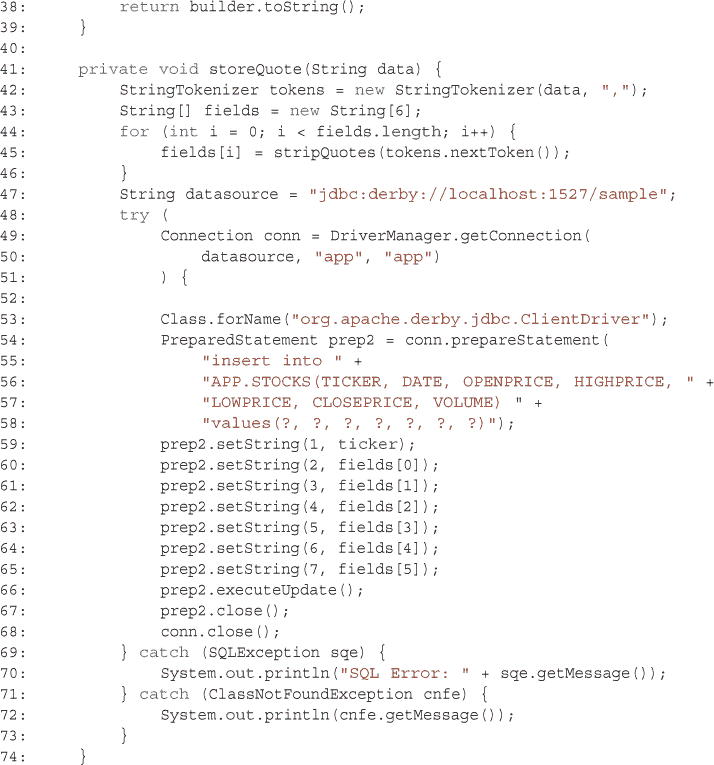 38:         return builder.toString();
39:     }
40:
41:     private void storeQuote(String data) {
42:         StringTokenizer tokens = new StringTokenizer(data, ",");
43:         String[] fields = new String[6];
44:         for (int i = 0; i < fields.length; i++) {
45:             fields[i] = stripQuotes(tokens.nextToken());
46:         }
47:         String datasource = "jdbc:derby://localhost:1527/sample";
48:         try (
49:             Connection conn = DriverManager.getConnection(
50:                 datasource, "app", "app")
51:             ) {
52:
53:             Class.forName("org.apache.derby.jdbc.ClientDriver");
54:             PreparedStatement prep2 = conn.prepareStatement(
55:                 "insert into " +
56:                 "APP.STOCKS(TICKER, DATE, OPENPRICE, HIGHPRICE, " +
57:                 "LOWPRICE, CLOSEPRICE, VOLUME) " +
58:                 "values(?, ?, ?, ?, ?, ?, ?)");
59:             prep2.setString(1, ticker);
60:             prep2.setString(2, fields[0]);
61:             prep2.setString(3, fields[1]);
62:             prep2.setString(4, fields[2]);
63:             prep2.setString(5, fields[3]);
64:             prep2.setString(6, fields[4]);
65:             prep2.setString(7, fields[5]);
66:             prep2.executeUpdate();
67:             prep2.close();
68:             conn.close();
69:         } catch (SQLException sqe) {
70:             System.out.println("SQL Error: " + sqe.getMessage());
71:         } catch (ClassNotFoundException cnfe) {
72:             System.out.println(cnfe.getMessage());
73:         }
74:     }